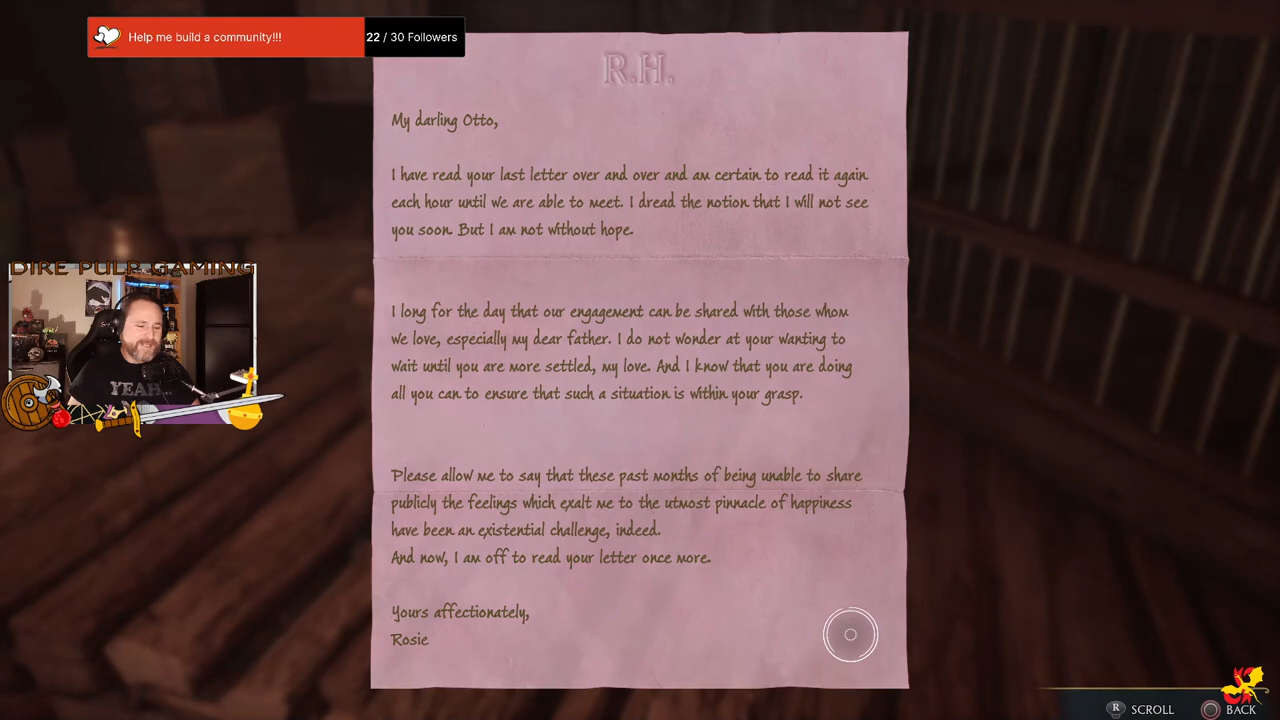 Help me build a community!!!
22 / 30 Followers
R.H.
My darling Otto,
I have read your last letter over and over and am certain to read it again
each hour until we are able to meet. I dread the notion that I will not see
you soon. But I am not without hope.
I long for the day that our engagement can be shared with those whom
we love, especially my dear father. I do not wonder at your wanting to
wait until you are more settled, my love. And I know that you are doing
all you can to ensure that such a situation is within your grasp.
Please allow me to say that these past months of being unable to share
publicly the feelings which exalt me to the utmost pinnacle of happiness
have been an existential challenge, indeed.
And now, I am off to read your letter once more.
Yours affectionately,
Rosie
DIRE PULP GAMING
YEAH
R SCROLL
BACK